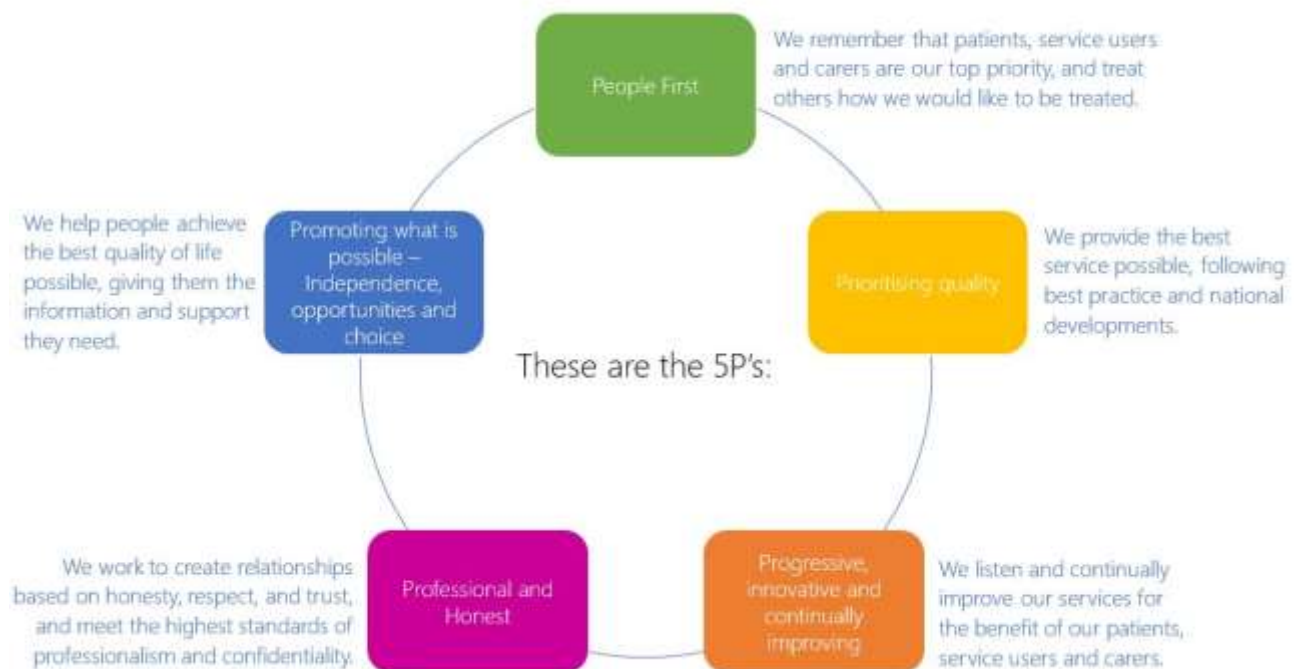 People First
We remember that patients, service users
and carers are our top priority, and treat
others how we would like to be treated.
Prioritising quality
We provide the best
service possible, following
best practice and national
developments.
Progressive,
innovative and
continually
improving
We listen and continually
improve our services for
the benefit of our patients,
service users and carers.
Professional and
Honest
We work to create relationships
based on honesty, respect, and trust,
and meet the highest standards of
professionalism and confidentiality.
Promoting what is
possible –
Independence,
opportunities and
choice
We help people achieve
the best quality of life
possible, giving them the
information and support
they need.
These are the 5P's: